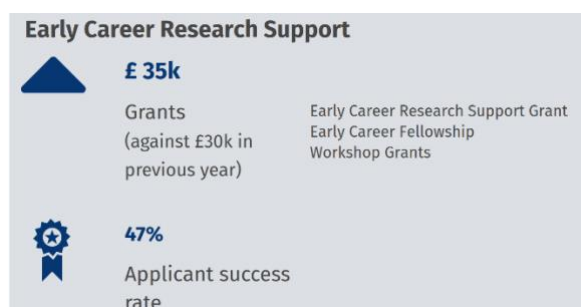 Early Career Research Support
£ 35k
Grants
(against £30k in
previous year)
Early Career Research Support Grant
Early Career Fellowship
Workshop Grants
47%
Applicant success
rate